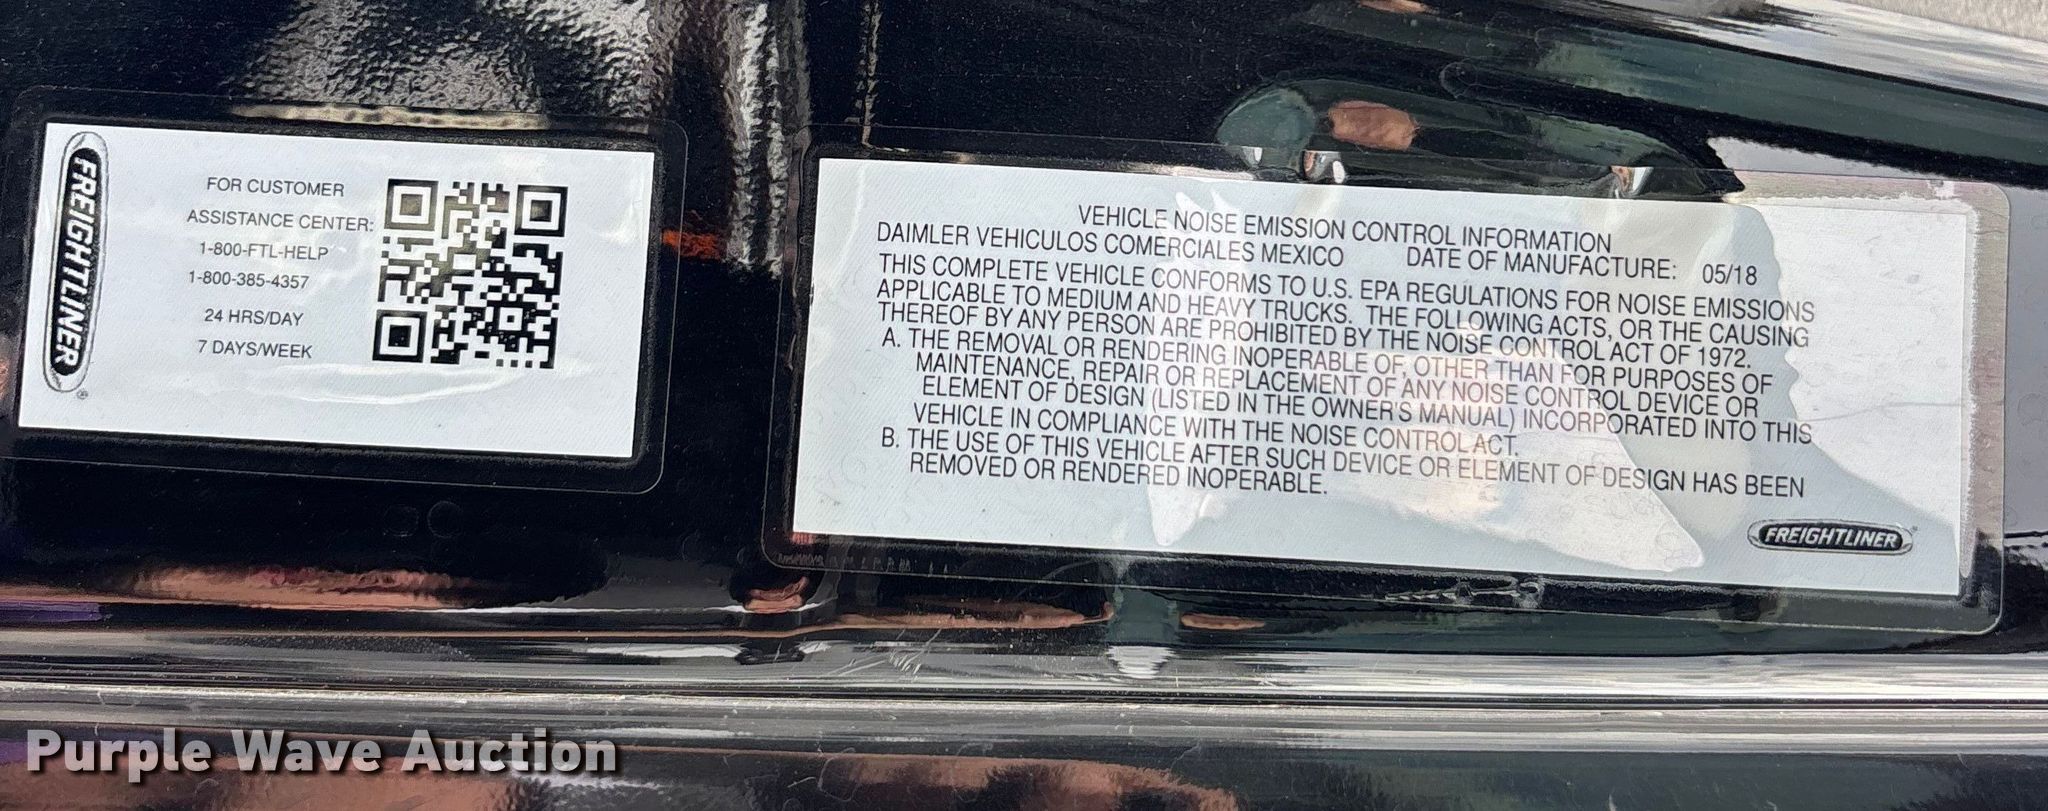 FREIGHTLINER
FOR CUSTOMER
ASSISTANCE CENTER:
1-800-FTL-HELP
1-800-385-4357
24 HRS/DAY
7 DAYS/WEEK
VEHICLE NOISE EMISSION CONTROL INFORMATION
DAIMLER VEHICULOS COMERCIALES MEXICO DATE OF MANUFACTURE: 05/18
THIS COMPLETE VEHICLE CONFORMS TO U.S. EPA REGULATIONS FOR NOISE EMISSIONS
APPLICABLE TO MEDIUM AND HEAVY TRUCKS. THE FOLLOWING ACTS, OR THE CAUSING
THEREOF BY ANY PERSON ARE PROHIBITED BY THE NOISE CONTROL ACT OF 1972.
A. THE REMOVAL OR RENDERING INOPERABLE OF, OTHER THAN FOR PURPOSES OF
MAINTENANCE, REPAIR OR REPLACEMENT OF ANY NOISE CONTROL DEVICE OR
ELEMENT OF DESIGN (LISTED IN THE OWNER'S MANUAL) INCORPORATED INTO THIS
VEHICLE IN COMPLIANCE WITH THE NOISE CONTROL ACT.
B. THE USE OF THIS VEHICLE AFTER SUCH DEVICE OR ELEMENT OF DESIGN HAS BEEN
REMOVED OR RENDERED INOPERABLE.
FREIGHTLINER
Purple Wave Auction